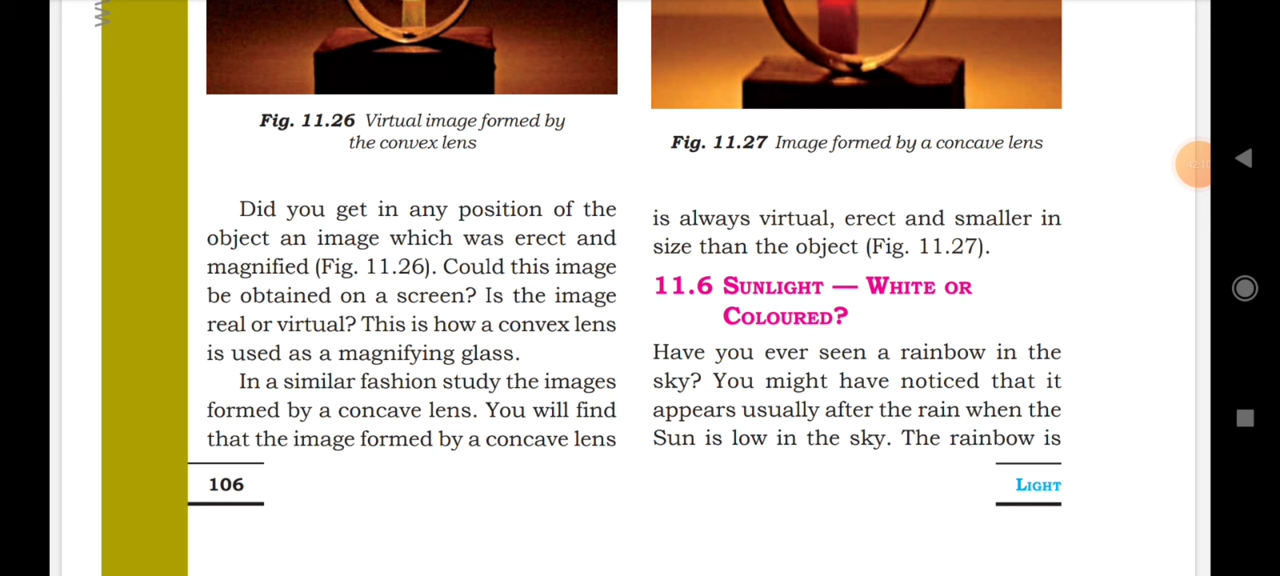 Fig. 11.26 Virtual image formed by
the convex lens
Did you get in any position of the
object an image which was erect and
magnified (Fig. 11.26). Could this image
be obtained on a screen? Is the image
real or virtual? This is how a convex lens
is used as a magnifying glass.
In a similar fashion study the images
formed by a concave lens. You will find
that the image formed by a concave lens
106
Fig. 11.27 Image formed by a concave lens
is always virtual, erect and smaller in
size than the object (Fig. 11.27).
11.6 SUNLIGHT — WHITE OR
COLOURED?
Have you ever seen a rainbow in the
sky? You might have noticed that it
appears usually after the rain when the
Sun is low in the sky. The rainbow is
LIGHT